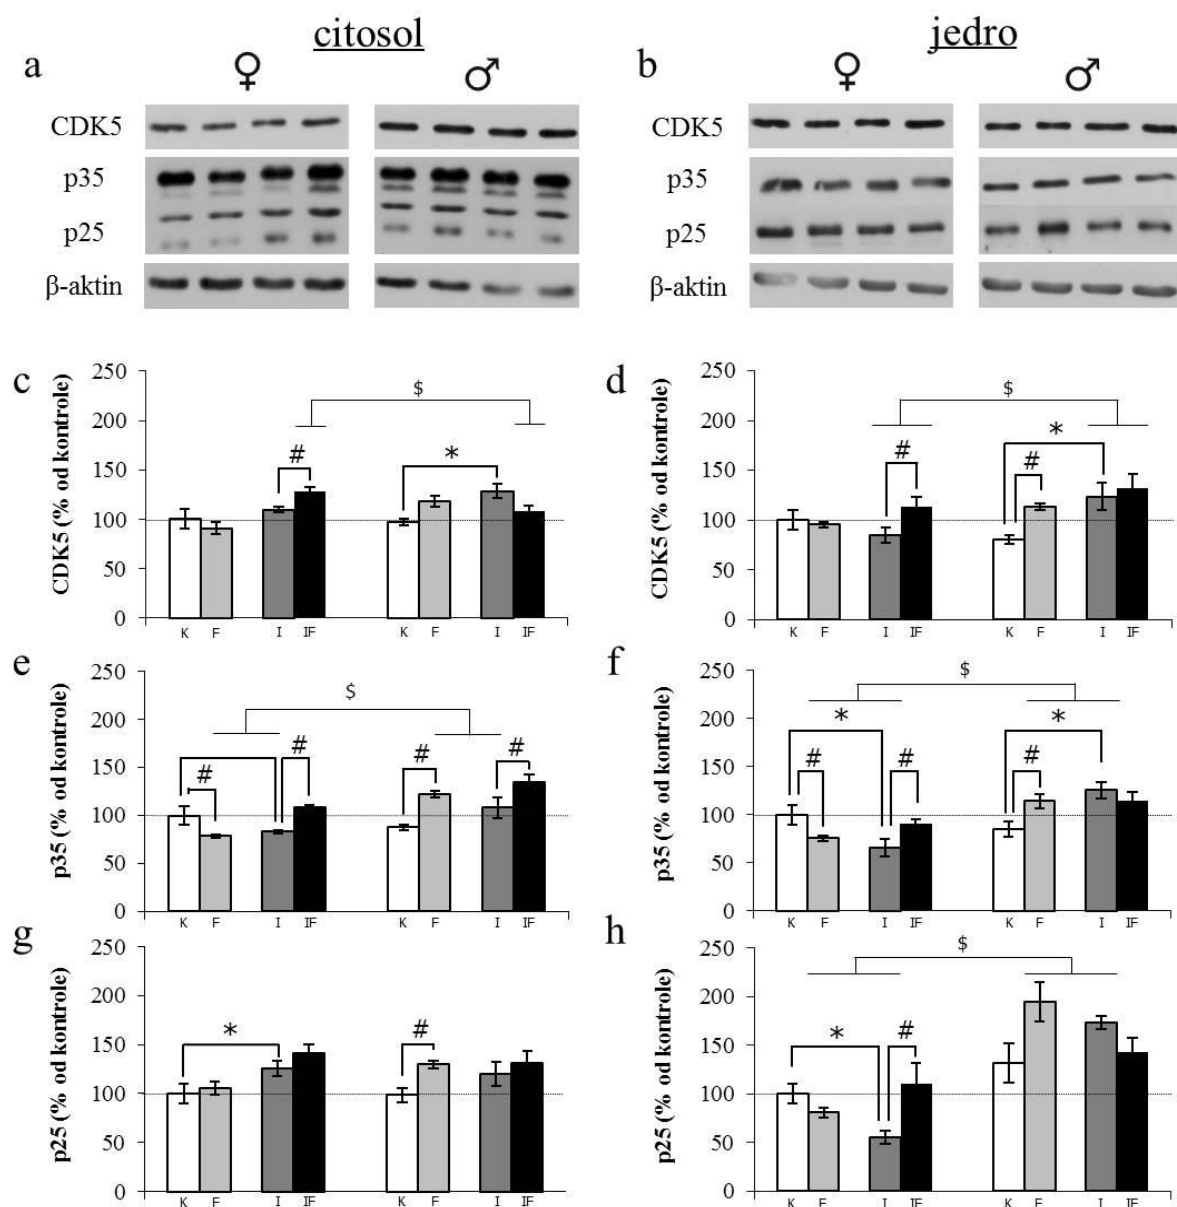 citosol
jedro
a ♀ ♂
b ♀ ♂
CDK5
p35
p25
β-aktin
CDK5
p35
p25
β-aktin
c
CDK5 (% od kontrole)
250
200
150
100
50
0
$
#
*
K F I IF K F I IF
d
CDK5 (% od kontrole)
250
200
150
100
50
0
$
#
*
#
K F I IF K F I IF
e
p35 (% od kontrole)
250
200
150
100
50
0
$
#
#
#
#
K F I IF K F I IF
f
p35 (% od kontrole)
250
200
150
100
50
0
$
*
#
#
*
#
K F I IF K F I IF
g
p25 (% od kontrole)
250
200
150
100
50
0
*
#
K F I IF K F I IF
h
p25 (% od kontrole)
250
200
150
100
50
0
$
*
#
K F I IF K F I IF